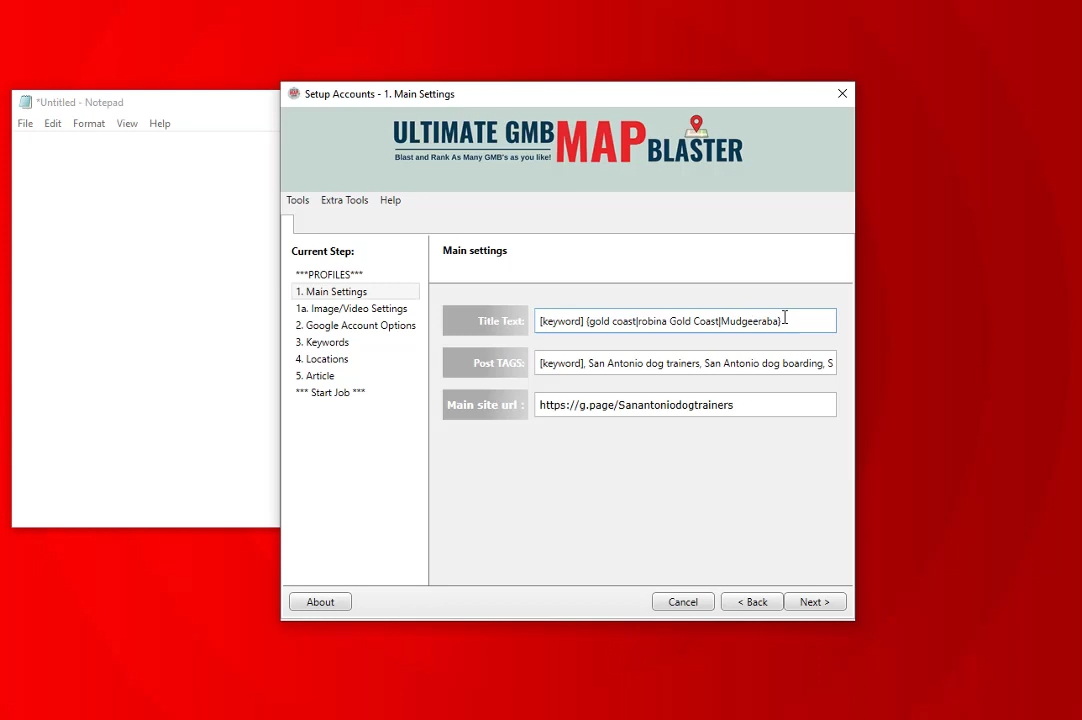 *Untitled - Notepad
File Edit Format View Help
Setup Accounts - 1. Main Settings
ULTIMATE GMB MAP BLASTER
Blast and Rank As Many GMB's as you like!
Tools Extra Tools Help
Current Step:
***PROFILES***
1. Main Settings
1a. Image/Video Settings
2. Google Account Options
3. Keywords
4. Locations
5. Article
*** Start Job ***
Main settings
Title Text: [keyword] {gold coast|robina Gold Coast|Mudgeeraba}
Post TAGS: [keyword], San Antonio dog trainers, San Antonio dog boarding, S
Main site url : https://g.page/Sanantoniodogtrainers
About Cancel < Back Next >